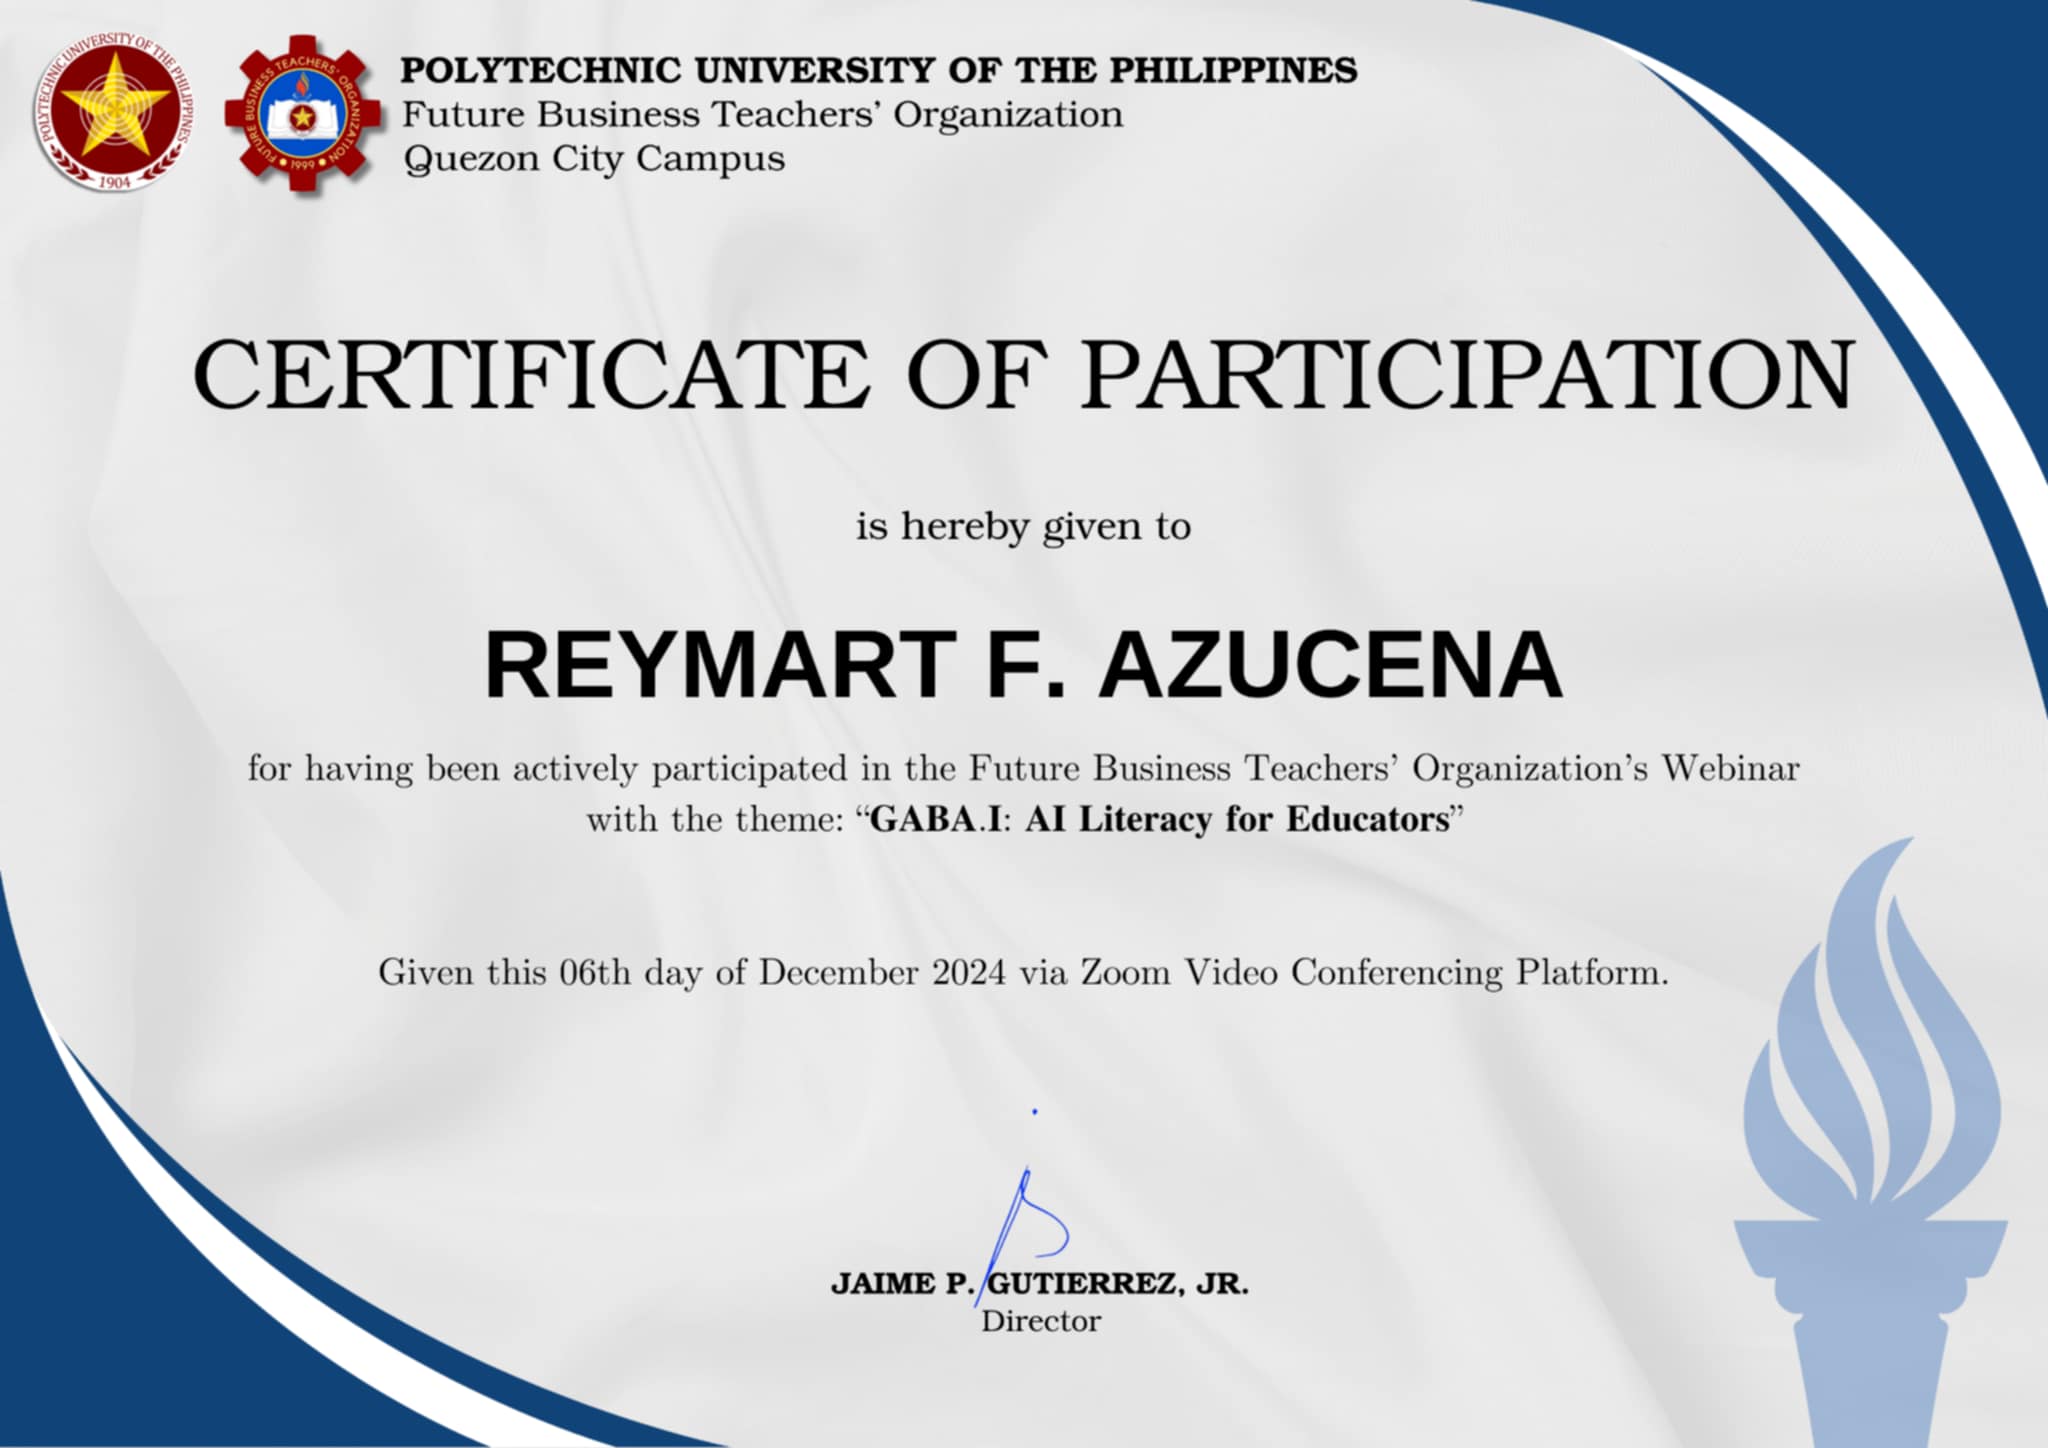 POLYTECHNIC UNIVERSITY OF THE PHILIPPINES
1904
FUTURE BUSINESS TEACHERS' ORGANIZATION
1999
POLYTECHNIC UNIVERSITY OF THE PHILIPPINES
Future Business Teachers’ Organization
Quezon City Campus
CERTIFICATE OF PARTICIPATION
is hereby given to
REYMART F. AZUCENA
for having been actively participated in the Future Business Teachers’ Organization’s Webinar
with the theme: “GABA.I: AI Literacy for Educators”
Given this 06th day of December 2024 via Zoom Video Conferencing Platform.
JAIME P. GUTIERREZ, JR.
Director